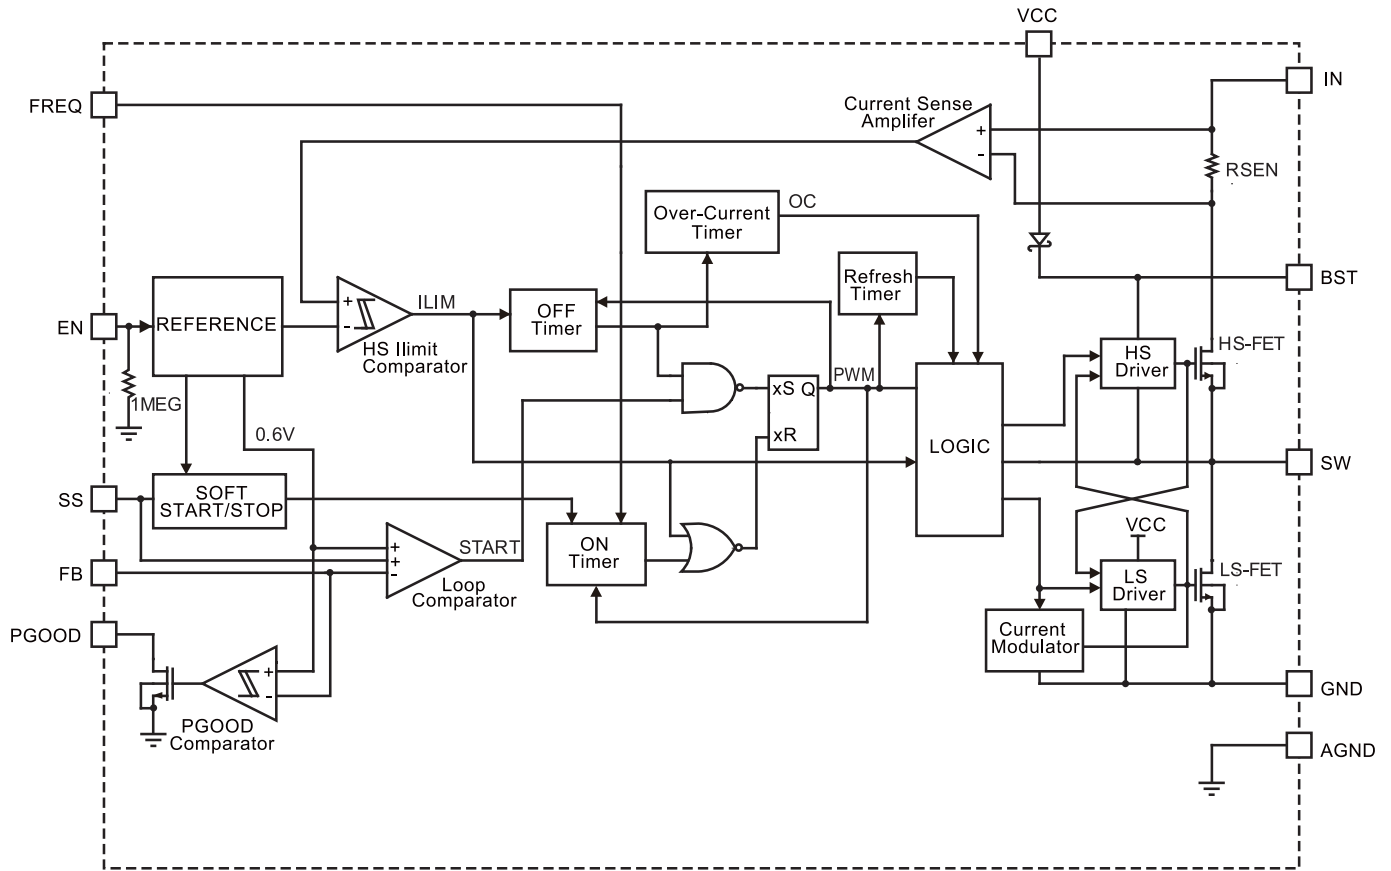 VCC
IN
FREQ
Current Sense
Amplifer
+
-
RSEN
Over-Current
Timer
OC
Refresh
Timer
BST
EN
REFERENCE
+
-
ILIM
HS Ilimit
Comparator
OFF
Timer
HS
Driver
HS-FET
1MEG
0.6V
xS Q
xR
PWM
LOGIC
SW
SS
SOFT
START/STOP
VCC
FB
+
+
-
START
Loop
Comparator
ON
Timer
LS
Driver
LS-FET
PGOOD
Current
Modulator
+
-
PGOOD
Comparator
GND
AGND